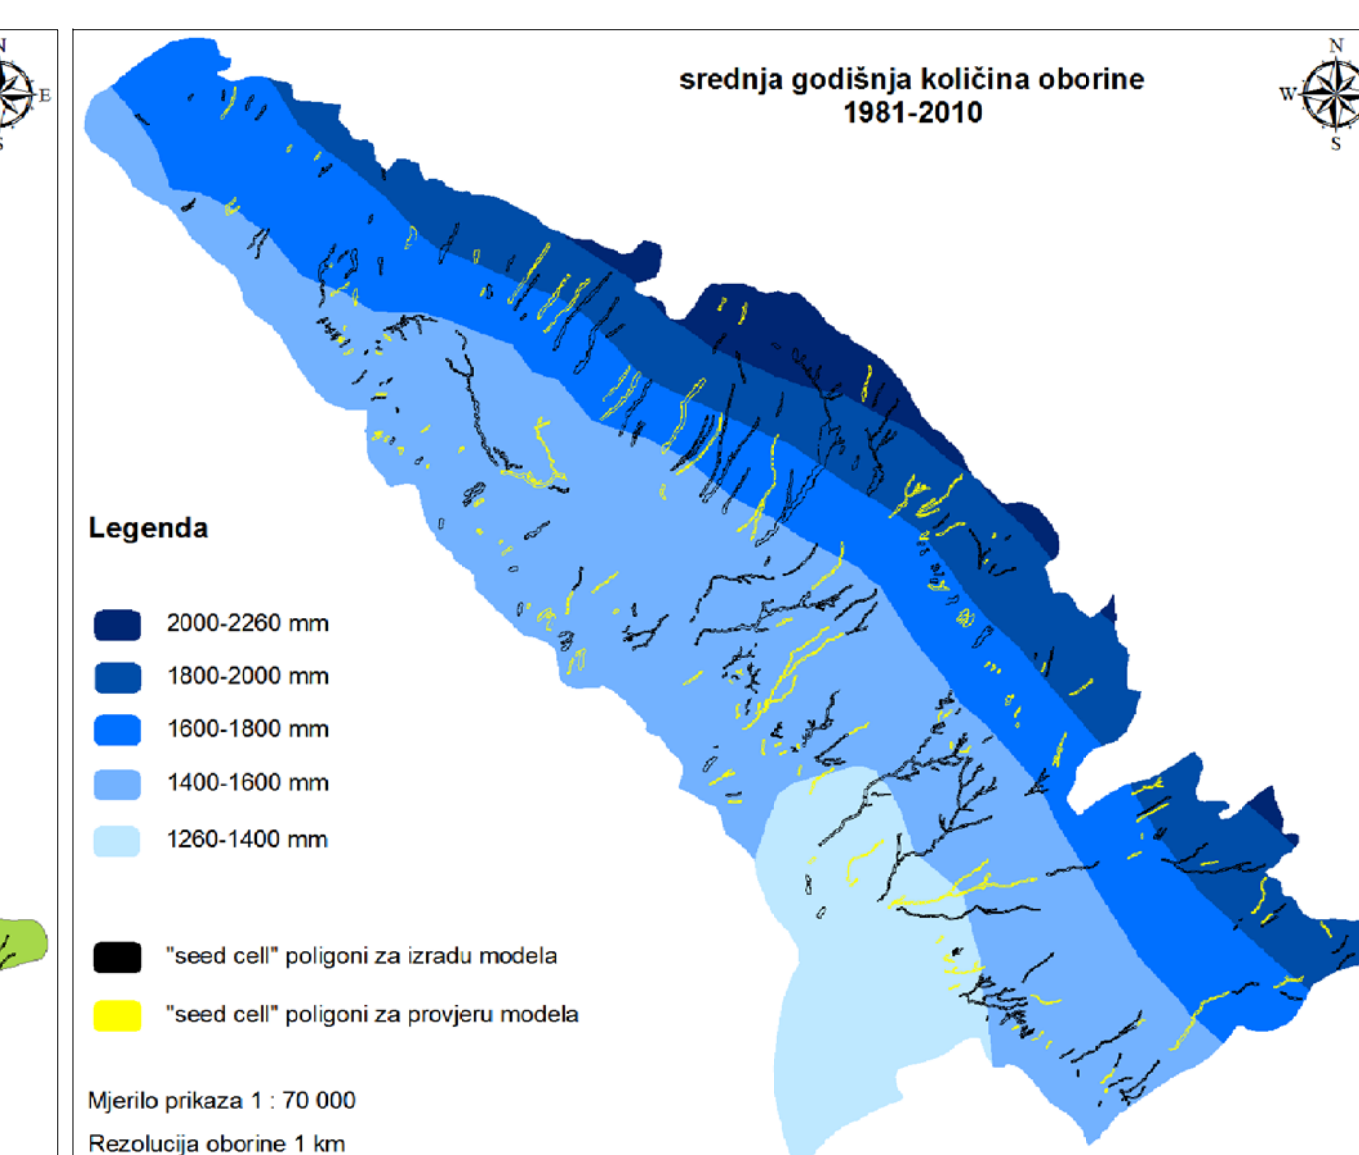 N
E
S
srednja godišnja količina oborine
1981-2010
N
W
S
Legenda
2000-2260 mm
1800-2000 mm
1600-1800 mm
1400-1600 mm
1260-1400 mm
"seed cell" poligoni za izradu modela
"seed cell" poligoni za provjeru modela
Mjerilo prikaza 1 : 70 000
Rezolucija oborine 1 km